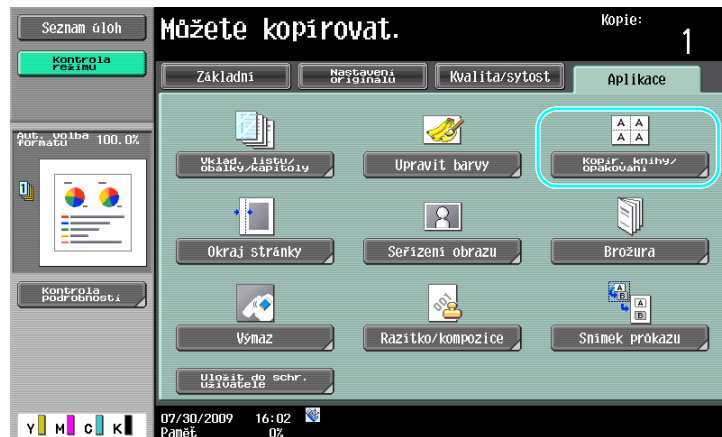 Seznam úloh
Můžete kopírovat.
Kopie:
1
Kontrola
režimu
Základní
Nastavení
originálu
Kvalita/sytost
Aplikace
Aut. volba
formátu
100.0%
A A
A A
Vklád. listu/
obálky/kapitoly
Upravit barvy
Kopír. knihy/
opakování
Okraj stránky
Seřízení obrazu
Brožura
Kontrola
podrobností
001
A
B
A
B
Výmaz
Razítko/kompozice
Snímek průkazu
Uložit do schr.
uživatele
Y M C K
07/30/2009 16:02
Paměť 0%